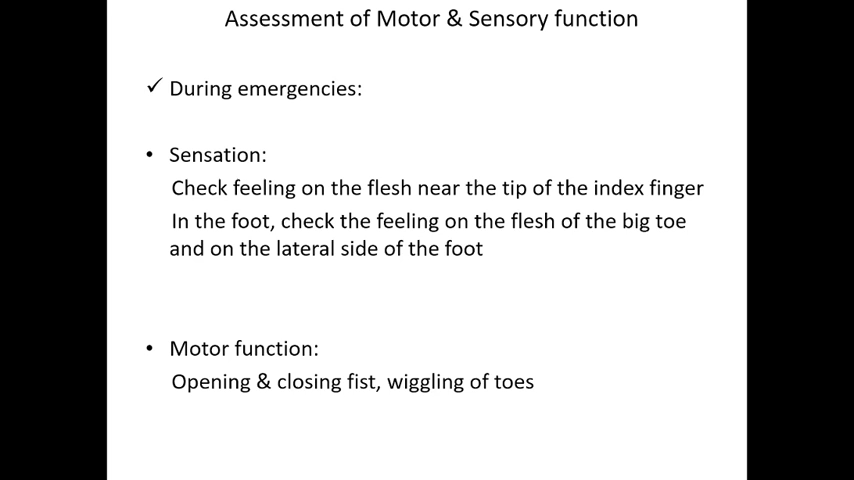 Assessment of Motor & Sensory function
✓ During emergencies:
• Sensation:
Check feeling on the flesh near the tip of the index finger
In the foot, check the feeling on the flesh of the big toe
and on the lateral side of the foot
• Motor function:
Opening & closing fist, wiggling of toes